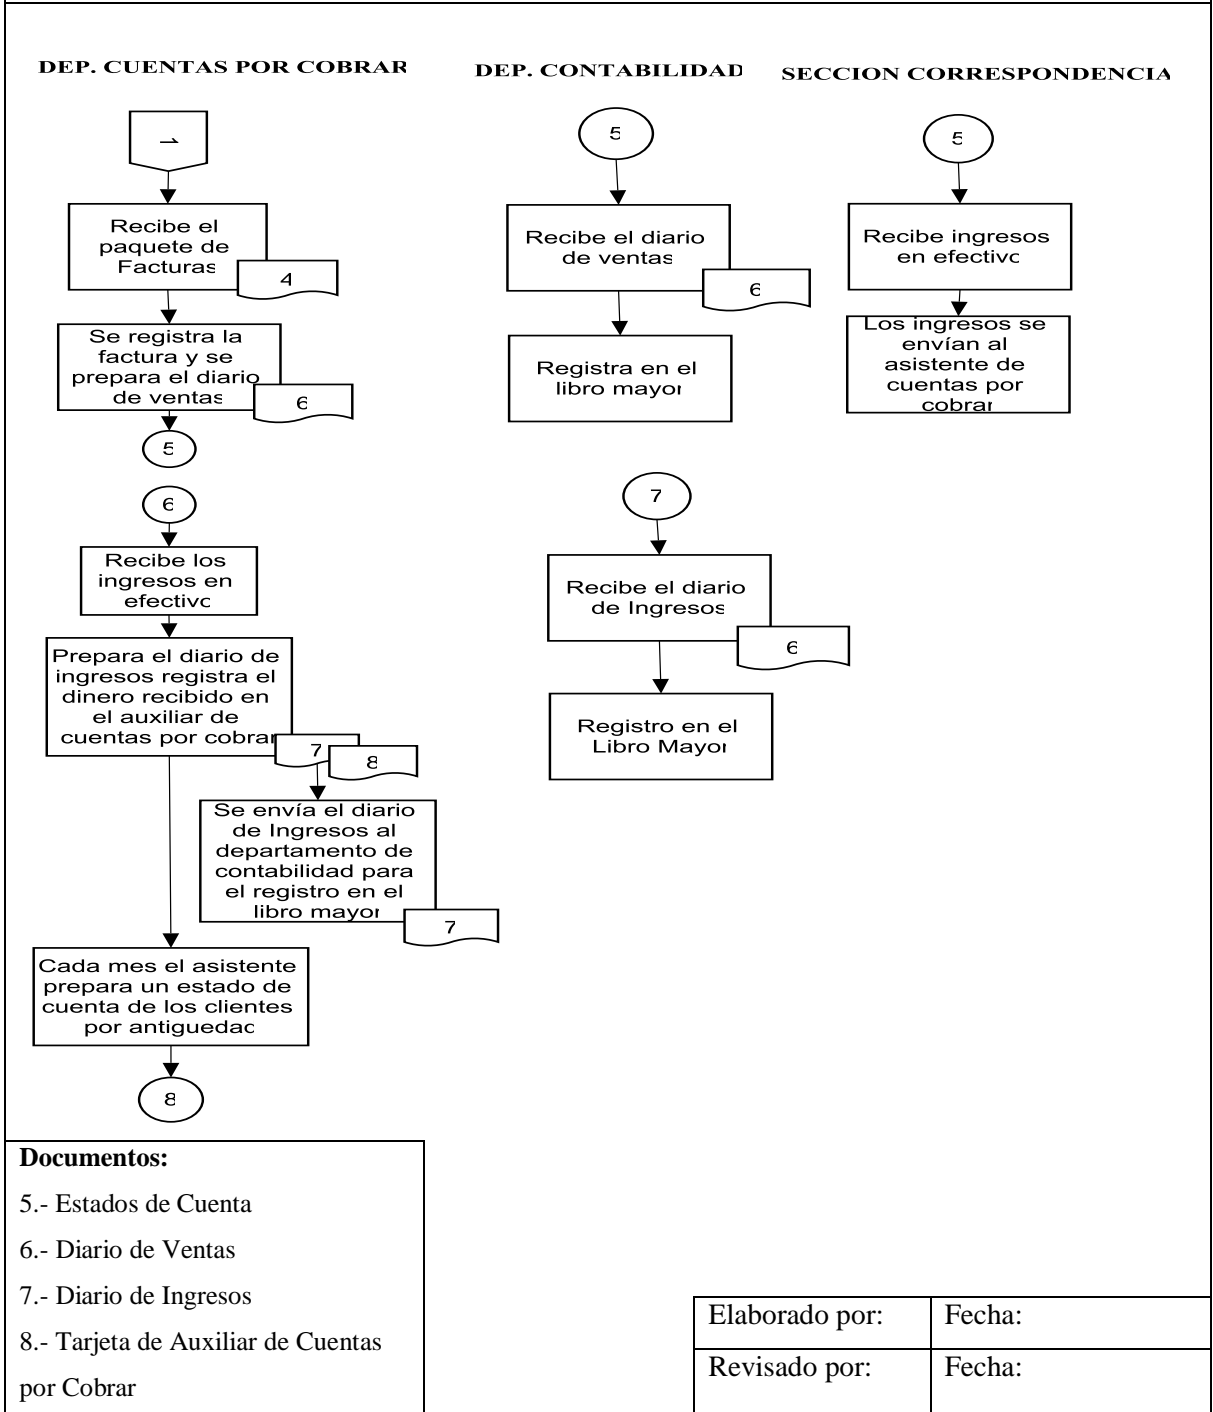 DEP. CUENTAS POR COBRAR
1
Recibe el
paquete de
Facturas
4
Se registra la
factura y se
prepara el diario
de ventas
6
5
6
Recibe los
ingresos en
efectivo
Prepara el diario de
ingresos registra el
dinero recibido en
el auxiliar de
cuentas por cobrar
7
8
Se envía el diario
de Ingresos al
departamento de
contabilidad para
el registro en el
libro mayor
7
Cada mes el asistente
prepara un estado de
cuenta de los clientes
por antiguedad
8
DEP. CONTABILIDAD
5
Recibe el diario
de ventas
6
Registra en el
libro mayor
7
Recibe el diario
de Ingresos
6
Registro en el
Libro Mayor
SECCION CORRESPONDENCIA
5
Recibe ingresos
en efectivo
Los ingresos se
envían al
asistente de
cuentas por
cobrar
Documentos:
5.- Estados de Cuenta
6.- Diario de Ventas
7.- Diario de Ingresos
8.- Tarjeta de Auxiliar de Cuentas
por Cobrar
Elaborado por:
Fecha:
Revisado por:
Fecha: